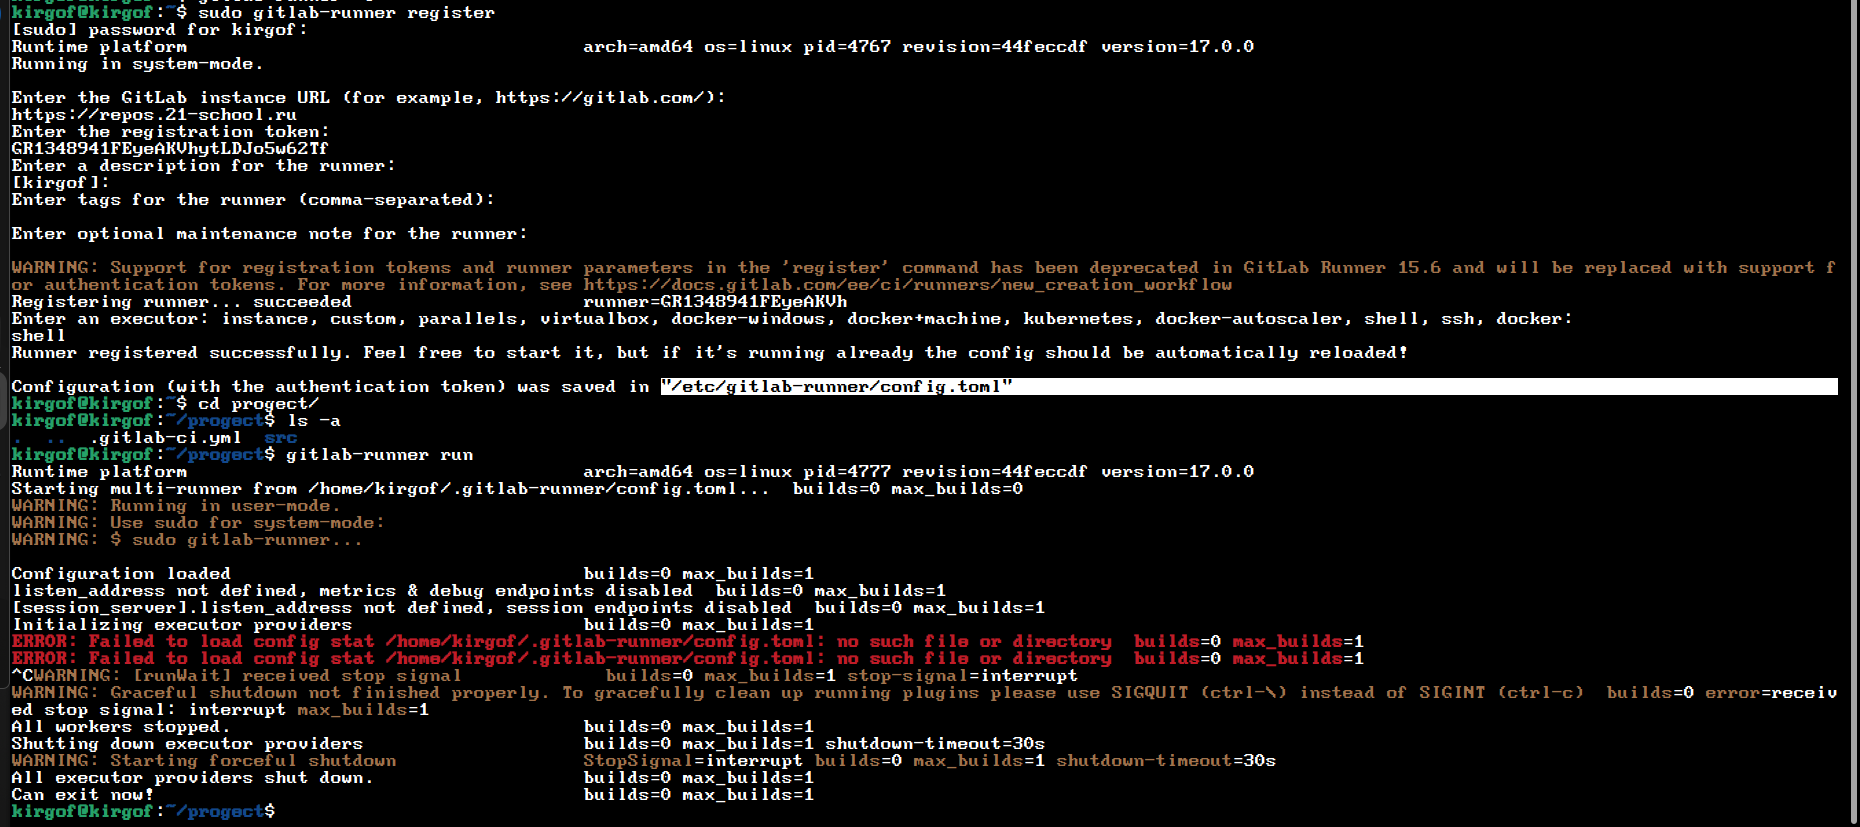 kirgof@kirgof:~$ sudo gitlab-runner register
[sudo] password for kirgof:
Runtime platform                                    arch=amd64 os=linux pid=4767 revision=44feccdf version=17.0.0
Running in system-mode.
Enter the GitLab instance URL (for example, https://gitlab.com/):
https://repos.21-school.ru
Enter the registration token:
GR1348941FEyeAKVhytLDJo5w62Tf
Enter a description for the runner:
[kirgof]:
Enter tags for the runner (comma-separated):
Enter optional maintenance note for the runner:
WARNING: Support for registration tokens and runner parameters in the 'register' command has been deprecated in GitLab Runner 15.6 and will be replaced with support f
or authentication tokens. For more information, see https://docs.gitlab.com/ee/ci/runners/new_creation_workflow
Registering runner... succeeded                     runner=GR1348941FEyeAKVh
Enter an executor: instance, custom, parallels, virtualbox, docker-windows, docker+machine, kubernetes, docker-autoscaler, shell, ssh, docker:
shell
Runner registered successfully. Feel free to start it, but if it's running already the config should be automatically reloaded!
Configuration (with the authentication token) was saved in "/etc/gitlab-runner/config.toml"
kirgof@kirgof:~$ cd progect/
kirgof@kirgof:~/progect$ ls -a
.  ..  .gitlab-ci.yml  src
kirgof@kirgof:~/progect$ gitlab-runner run
Runtime platform                                    arch=amd64 os=linux pid=4777 revision=44feccdf version=17.0.0
Starting multi-runner from /home/kirgof/.gitlab-runner/config.toml...  builds=0 max_builds=0
WARNING: Running in user-mode.
WARNING: Use sudo for system-mode:
WARNING: $ sudo gitlab-runner...
Configuration loaded                                builds=0 max_builds=1
listen_address not defined, metrics & debug endpoints disabled  builds=0 max_builds=1
[session_server].listen_address not defined, session endpoints disabled  builds=0 max_builds=1
Initializing executor providers                     builds=0 max_builds=1
ERROR: Failed to load config stat /home/kirgof/.gitlab-runner/config.toml: no such file or directory  builds=0 max_builds=1
ERROR: Failed to load config stat /home/kirgof/.gitlab-runner/config.toml: no such file or directory  builds=0 max_builds=1
^CWARNING: [runWait] received stop signal             builds=0 max_builds=1 stop-signal=interrupt
WARNING: Graceful shutdown not finished properly. To gracefully clean up running plugins please use SIGQUIT (ctrl-\) instead of SIGINT (ctrl-c)  builds=0 error=receiv
ed stop signal: interrupt max_builds=1
All workers stopped.                                builds=0 max_builds=1
Shutting down executor providers                    builds=0 max_builds=1 shutdown-timeout=30s
WARNING: Starting forceful shutdown                 StopSignal=interrupt builds=0 max_builds=1 shutdown-timeout=30s
All executor providers shut down.                   builds=0 max_builds=1
Can exit now!                                       builds=0 max_builds=1
kirgof@kirgof:~/progect$